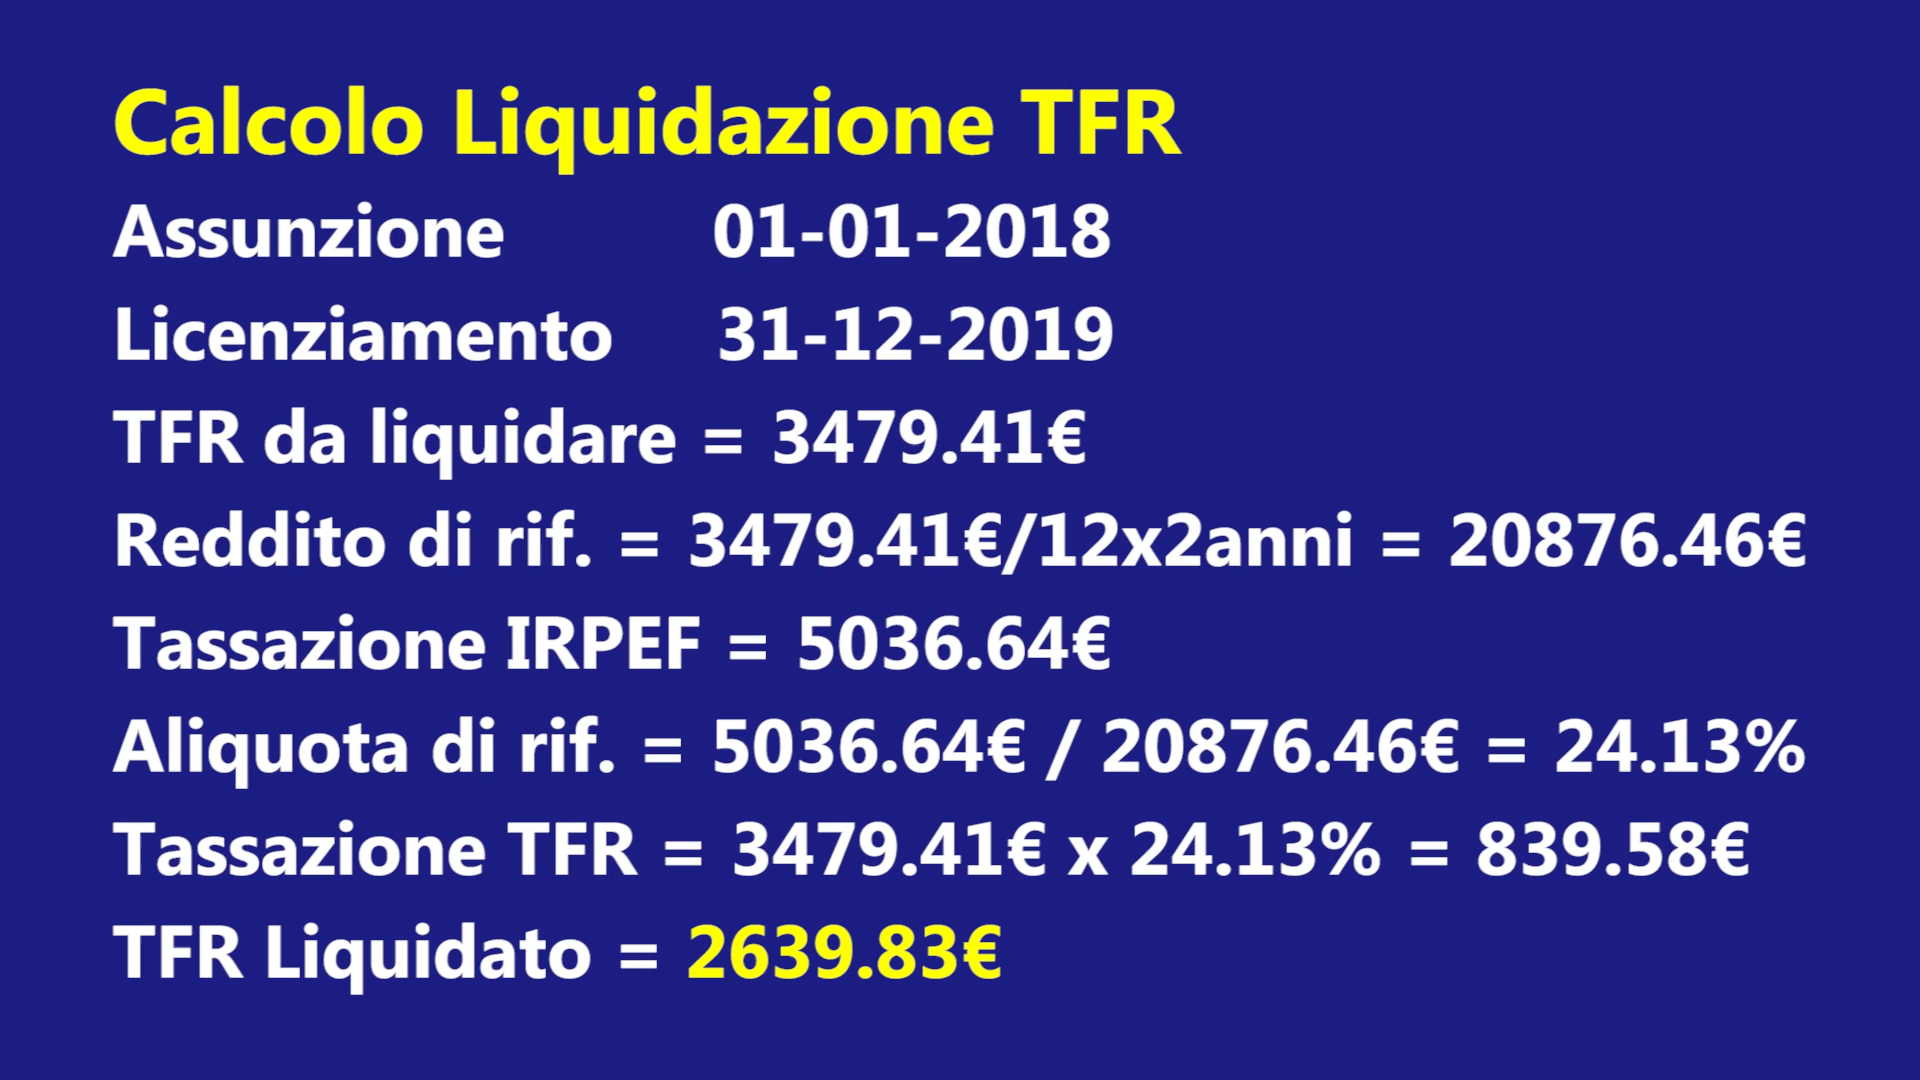 Calcolo Liquidazione TFR
Assunzione 01-01-2018
Licenziamento 31-12-2019
TFR da liquidare = 3479.41€
Reddito di rif. = 3479.41€/12x2anni = 20876.46€
Tassazione IRPEF = 5036.64€
Aliquota di rif. = 5036.64€ / 20876.46€ = 24.13%
Tassazione TFR = 3479.41€ x 24.13% = 839.58€
TFR Liquidato = 2639.83€